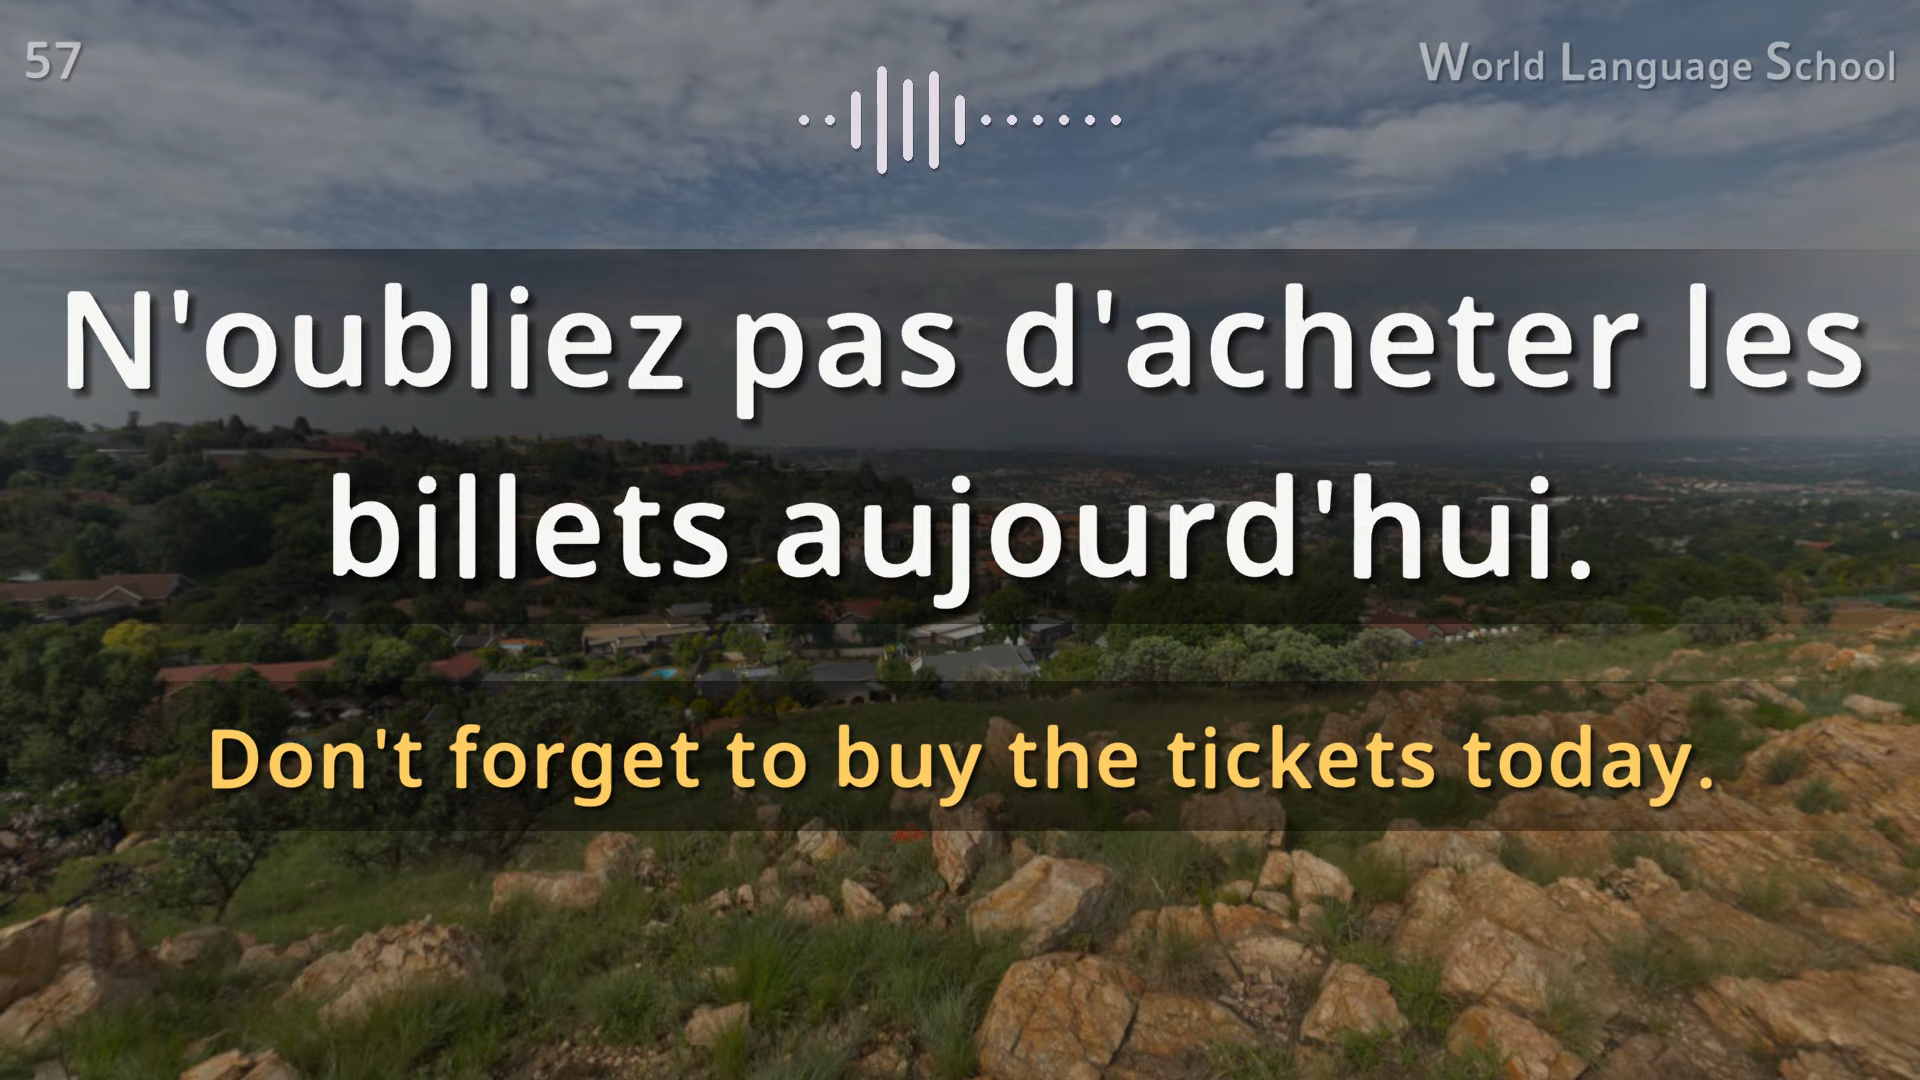 57
World Language School
N'oubliez pas d'acheter les
billets aujourd'hui.
Don't forget to buy the tickets today.